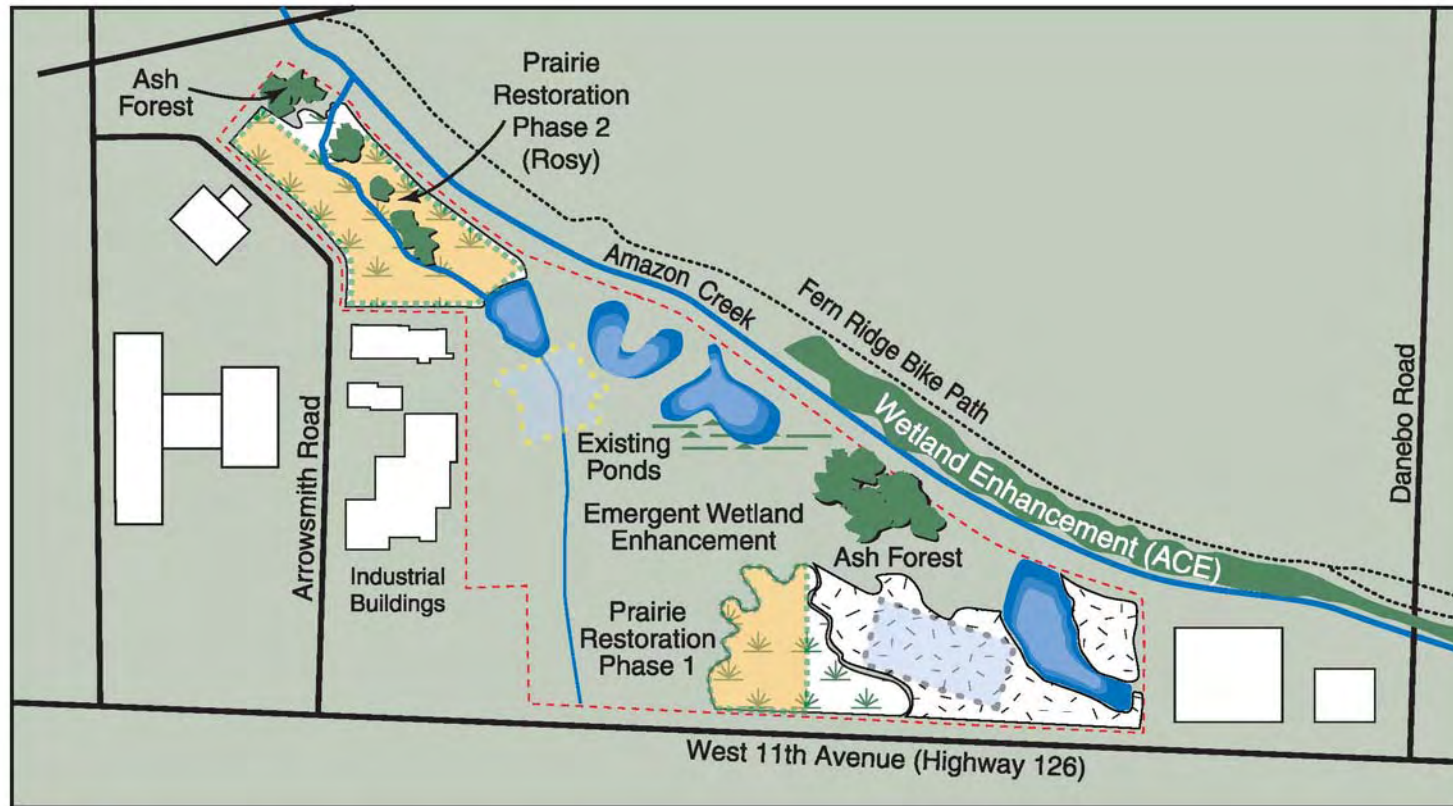 Ash
Forest
Prairie
Restoration
Phase 2
(Rosy)
Amazon Creek
Fern Ridge Bike Path
Wetland Enhancement (ACE)
Danebo Road
Arrowsmith Road
Existing
Ponds
Emergent Wetland
Enhancement
Ash Forest
Industrial
Buildings
Prairie
Restoration
Phase 1
West 11th Avenue (Highway 126)